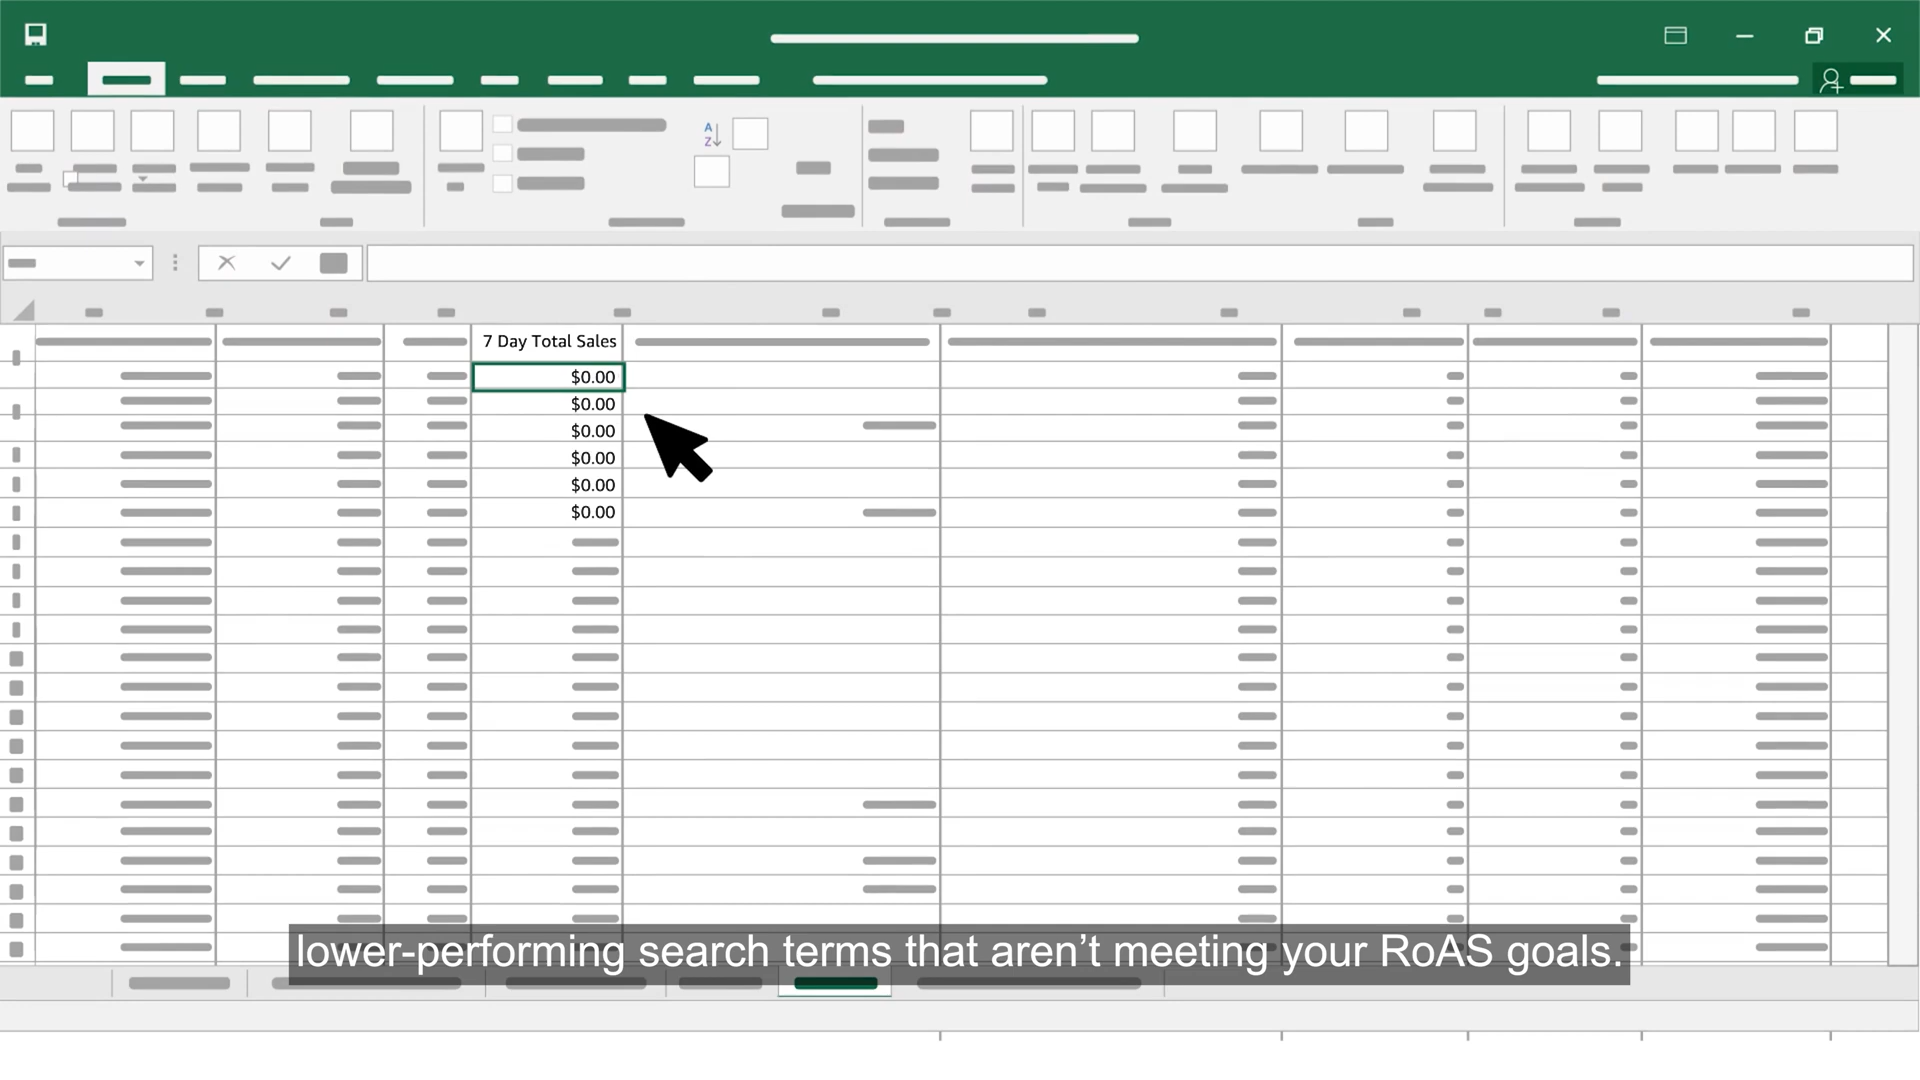 A
Z
7 Day Total Sales
$0.00
$0.00
$0.00
$0.00
$0.00
$0.00
lower-performing search terms that aren’t meeting your RoAS goals.